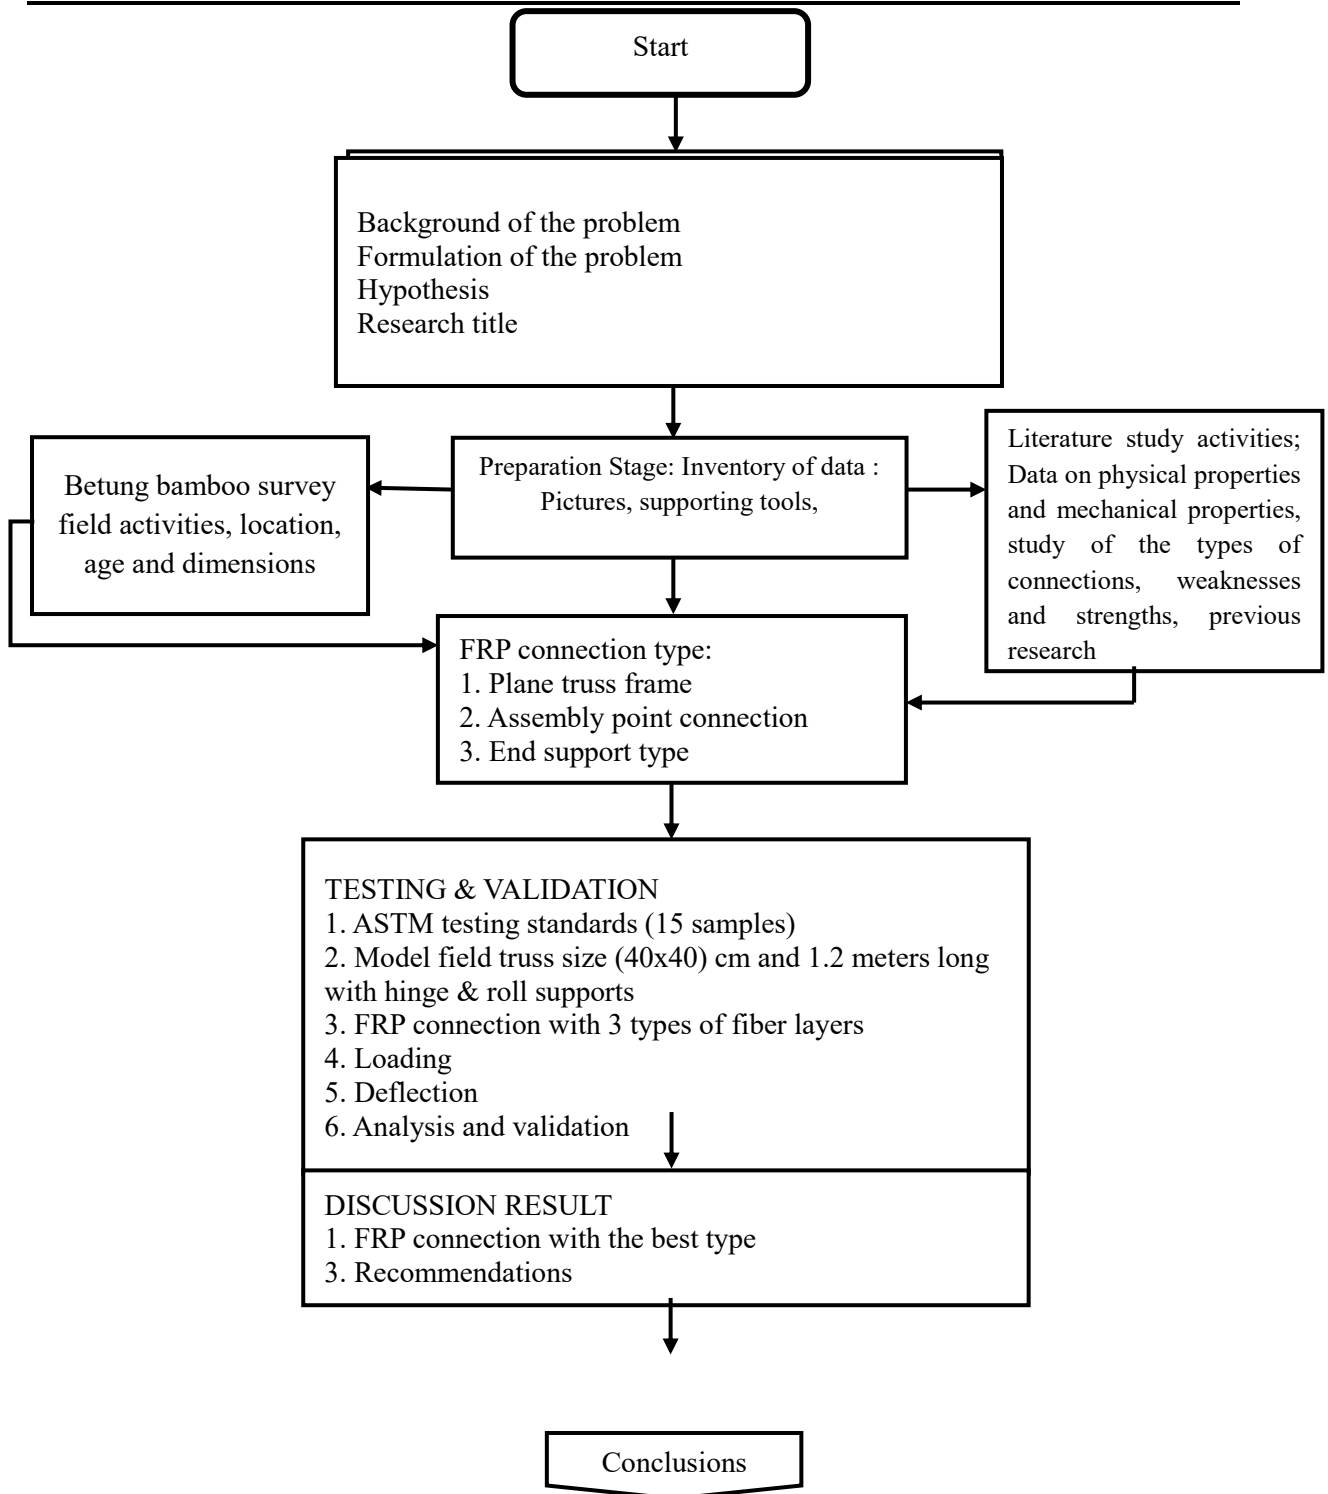 Start
Background of the problem
Formulation of the problem
Hypothesis
Research title
Preparation Stage: Inventory of data :
Pictures, supporting tools,
Betung bamboo survey
field activities, location,
age and dimensions
Literature study activities;
Data on physical properties
and mechanical properties,
study of the types of
connections, weaknesses
and strengths, previous
research
FRP connection type:
1. Plane truss frame
2. Assembly point connection
3. End support type
TESTING & VALIDATION
1. ASTM testing standards (15 samples)
2. Model field truss size (40x40) cm and 1.2 meters long
with hinge & roll supports
3. FRP connection with 3 types of fiber layers
4. Loading
5. Deflection
6. Analysis and validation
DISCUSSION RESULT
1. FRP connection with the best type
3. Recommendations
Conclusions